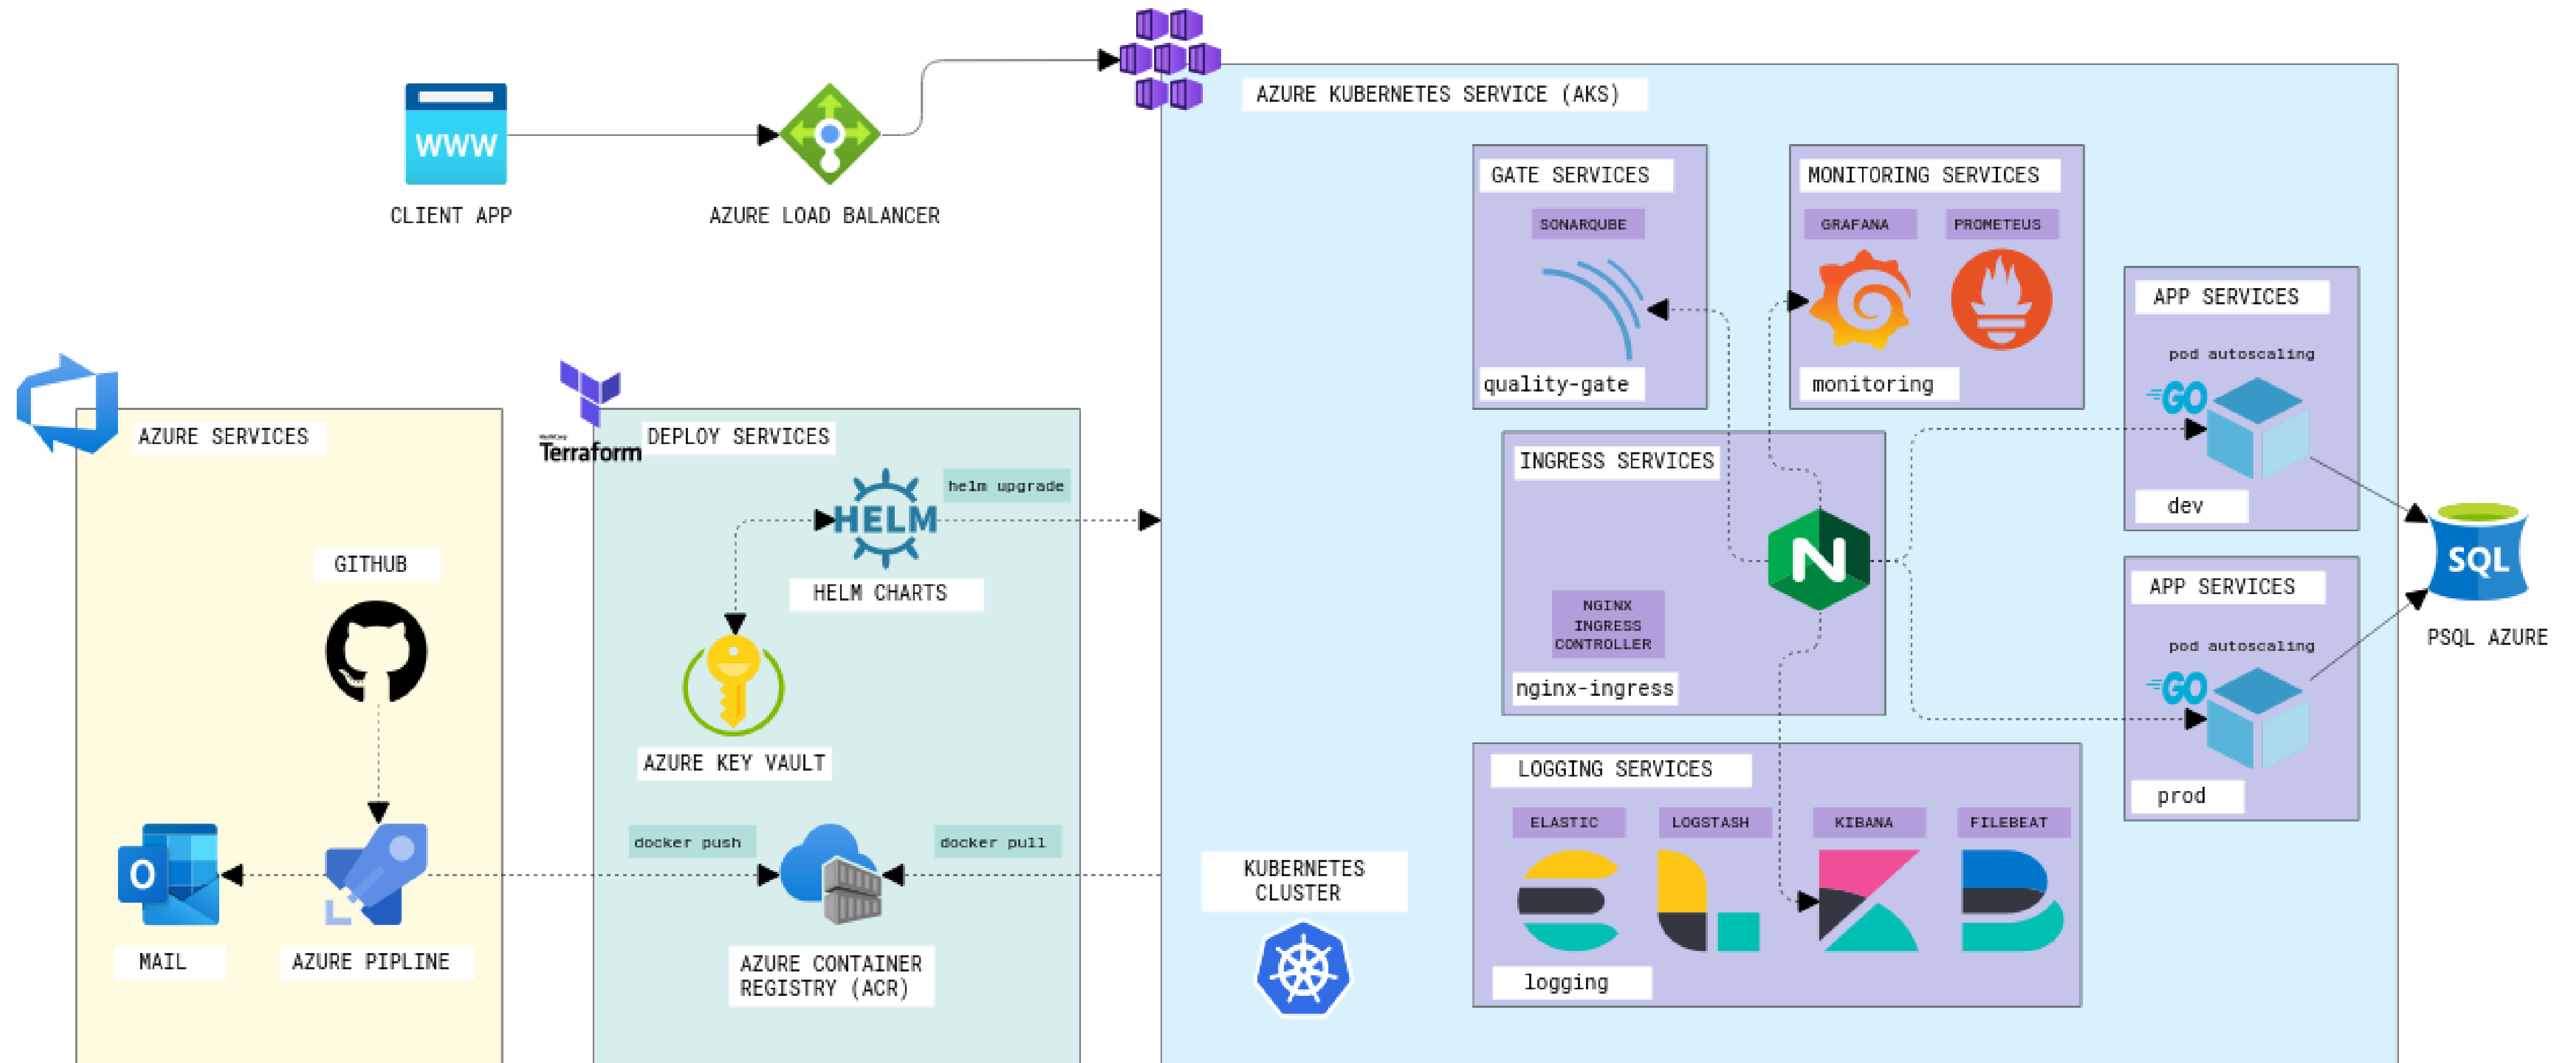 AZURE KUBERNETES SERVICE (AKS)
WWW
CLIENT APP
AZURE LOAD BALANCER
GATE SERVICES
SONARQUBE
quality-gate
MONITORING SERVICES
GRAFANA
PROMETEUS
monitoring
APP SERVICES
pod autoscaling
GO
dev
AZURE SERVICES
GITHUB
MAIL
O
AZURE PIPLINE
Terraform
DEPLOY SERVICES
helm upgrade
HELM
HELM CHARTS
AZURE KEY VAULT
docker push
docker pull
AZURE CONTAINER
REGISTRY (ACR)
INGRESS SERVICES
N
NGINX
INGRESS
CONTROLLER
nginx-ingress
APP SERVICES
pod autoscaling
GO
prod
SQL
PSQL AZURE
KUBERNETES
CLUSTER
LOGGING SERVICES
ELASTIC
LOGSTASH
KIBANA
FILEBEAT
logging